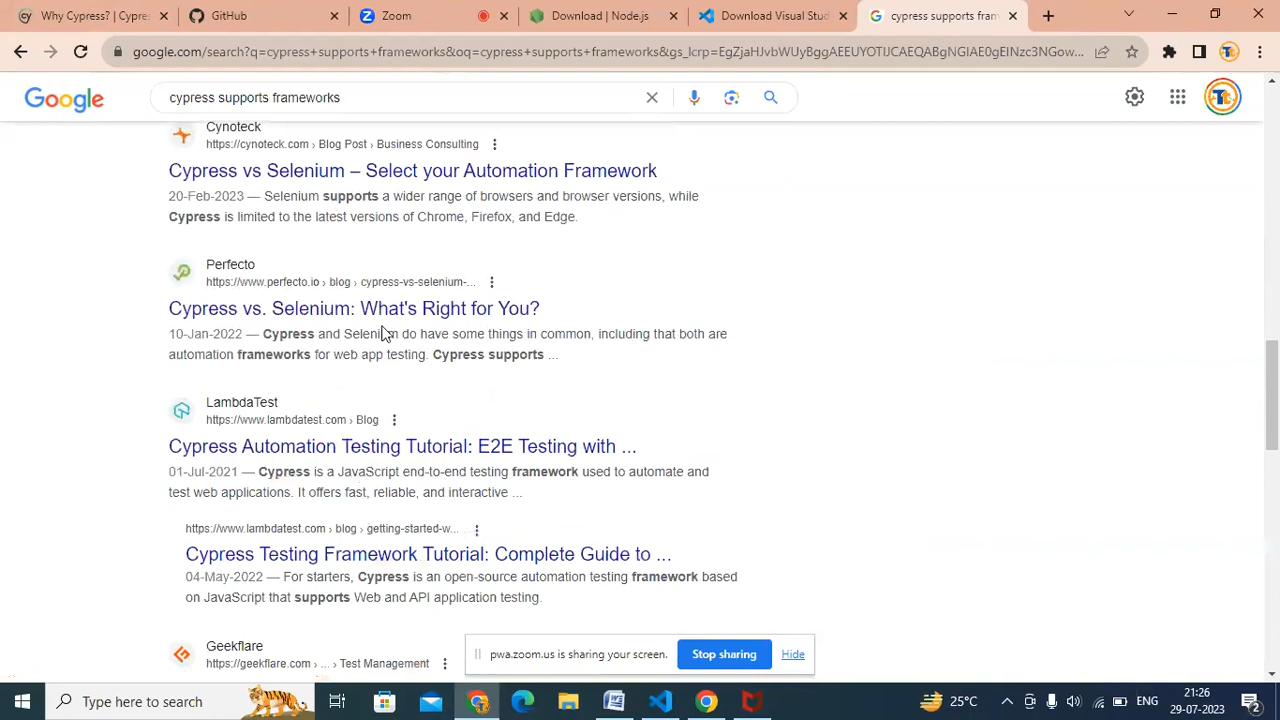 Why Cypress? | Cypres
GitHub
Zoom
Download | Node.js
Download Visual Stud
cypress supports fram
google.com/search?q=cypress+supports+frameworks&oq=cypress+supports+frameworks&gs_lcrp=EgZjaHJvbWUyBggAEEUYOTIJCAEQABgNGIAE0gEINzc3NGow...
Google
cypress supports frameworks
Cynoteck
https://cynoteck.com › Blog Post › Business Consulting
Cypress vs Selenium – Select your Automation Framework
20-Feb-2023 — Selenium supports a wider range of browsers and browser versions, while
Cypress is limited to the latest versions of Chrome, Firefox, and Edge.
Perfecto
https://www.perfecto.io › blog › cypress-vs-selenium-...
Cypress vs. Selenium: What's Right for You?
10-Jan-2022 — Cypress and Selenium do have some things in common, including that both are
automation frameworks for web app testing. Cypress supports ...
LambdaTest
https://www.lambdatest.com › Blog
Cypress Automation Testing Tutorial: E2E Testing with ...
01-Jul-2021 — Cypress is a JavaScript end-to-end testing framework used to automate and
test web applications. It offers fast, reliable, and interactive ...
https://www.lambdatest.com › blog › getting-started-w...
Cypress Testing Framework Tutorial: Complete Guide to ...
04-May-2022 — For starters, Cypress is an open-source automation testing framework based
on JavaScript that supports Web and API application testing.
Geekflare
https://geekflare.com › ... › Test Management
pwa.zoom.us is sharing your screen.
Stop sharing
Hide
Type here to search
25°C
ENG
21:26
29-07-2023
2